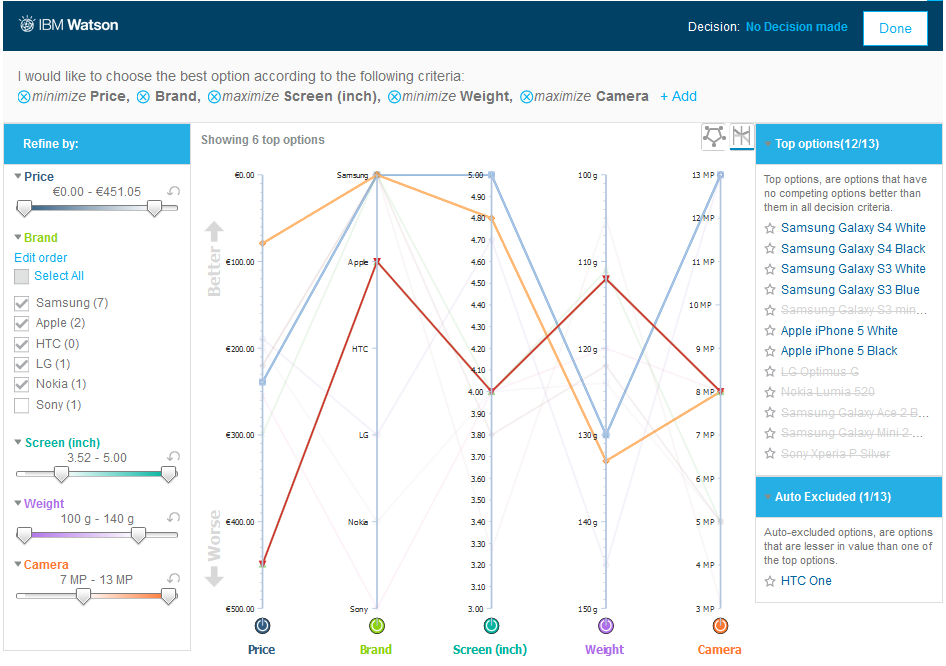 IBM Watson
Decision: No Decision made
Done
I would like to choose the best option according to the following criteria:
minimize Price, Brand, maximize Screen (inch), minimize Weight, maximize Camera + Add
Refine by:
Price
€0.00 - €451.05
Brand
Edit order
Select All
Samsung (7)
Apple (2)
HTC (0)
LG (1)
Nokia (1)
Sony (1)
Screen (inch)
3.52 - 5.00
Weight
100 g - 140 g
Camera
7 MP - 13 MP
Showing 6 top options
Better
Worse
€0.00
€100.00
€200.00
€300.00
€400.00
€500.00
Price
Samsung
Apple
HTC
LG
Nokia
Sony
Brand
5.00
4.90
4.80
4.70
4.60
4.50
4.40
4.30
4.20
4.10
4.00
3.90
3.80
3.70
3.60
3.50
3.40
3.30
3.20
3.10
3.00
Screen (inch)
100 g
110 g
120 g
130 g
140 g
150 g
Weight
13 MP
12 MP
11 MP
10 MP
9 MP
8 MP
7 MP
6 MP
5 MP
4 MP
3 MP
Camera
Top options(12/13)
Top options, are options that have
no competing options better than
them in all decision criteria.
Samsung Galaxy S4 White
Samsung Galaxy S4 Black
Samsung Galaxy S3 White
Samsung Galaxy S3 Blue
Samsung Galaxy S3 min...
Apple iPhone 5 White
Apple iPhone 5 Black
LG Optimus G
Nokia Lumia 520
Samsung Galaxy Ace 2 B...
Samsung Galaxy Mini 2 ...
Sony Xperia P Silver
Auto Excluded (1/13)
Auto-excluded options, are options
that are lesser in value than one of
the top options.
HTC One